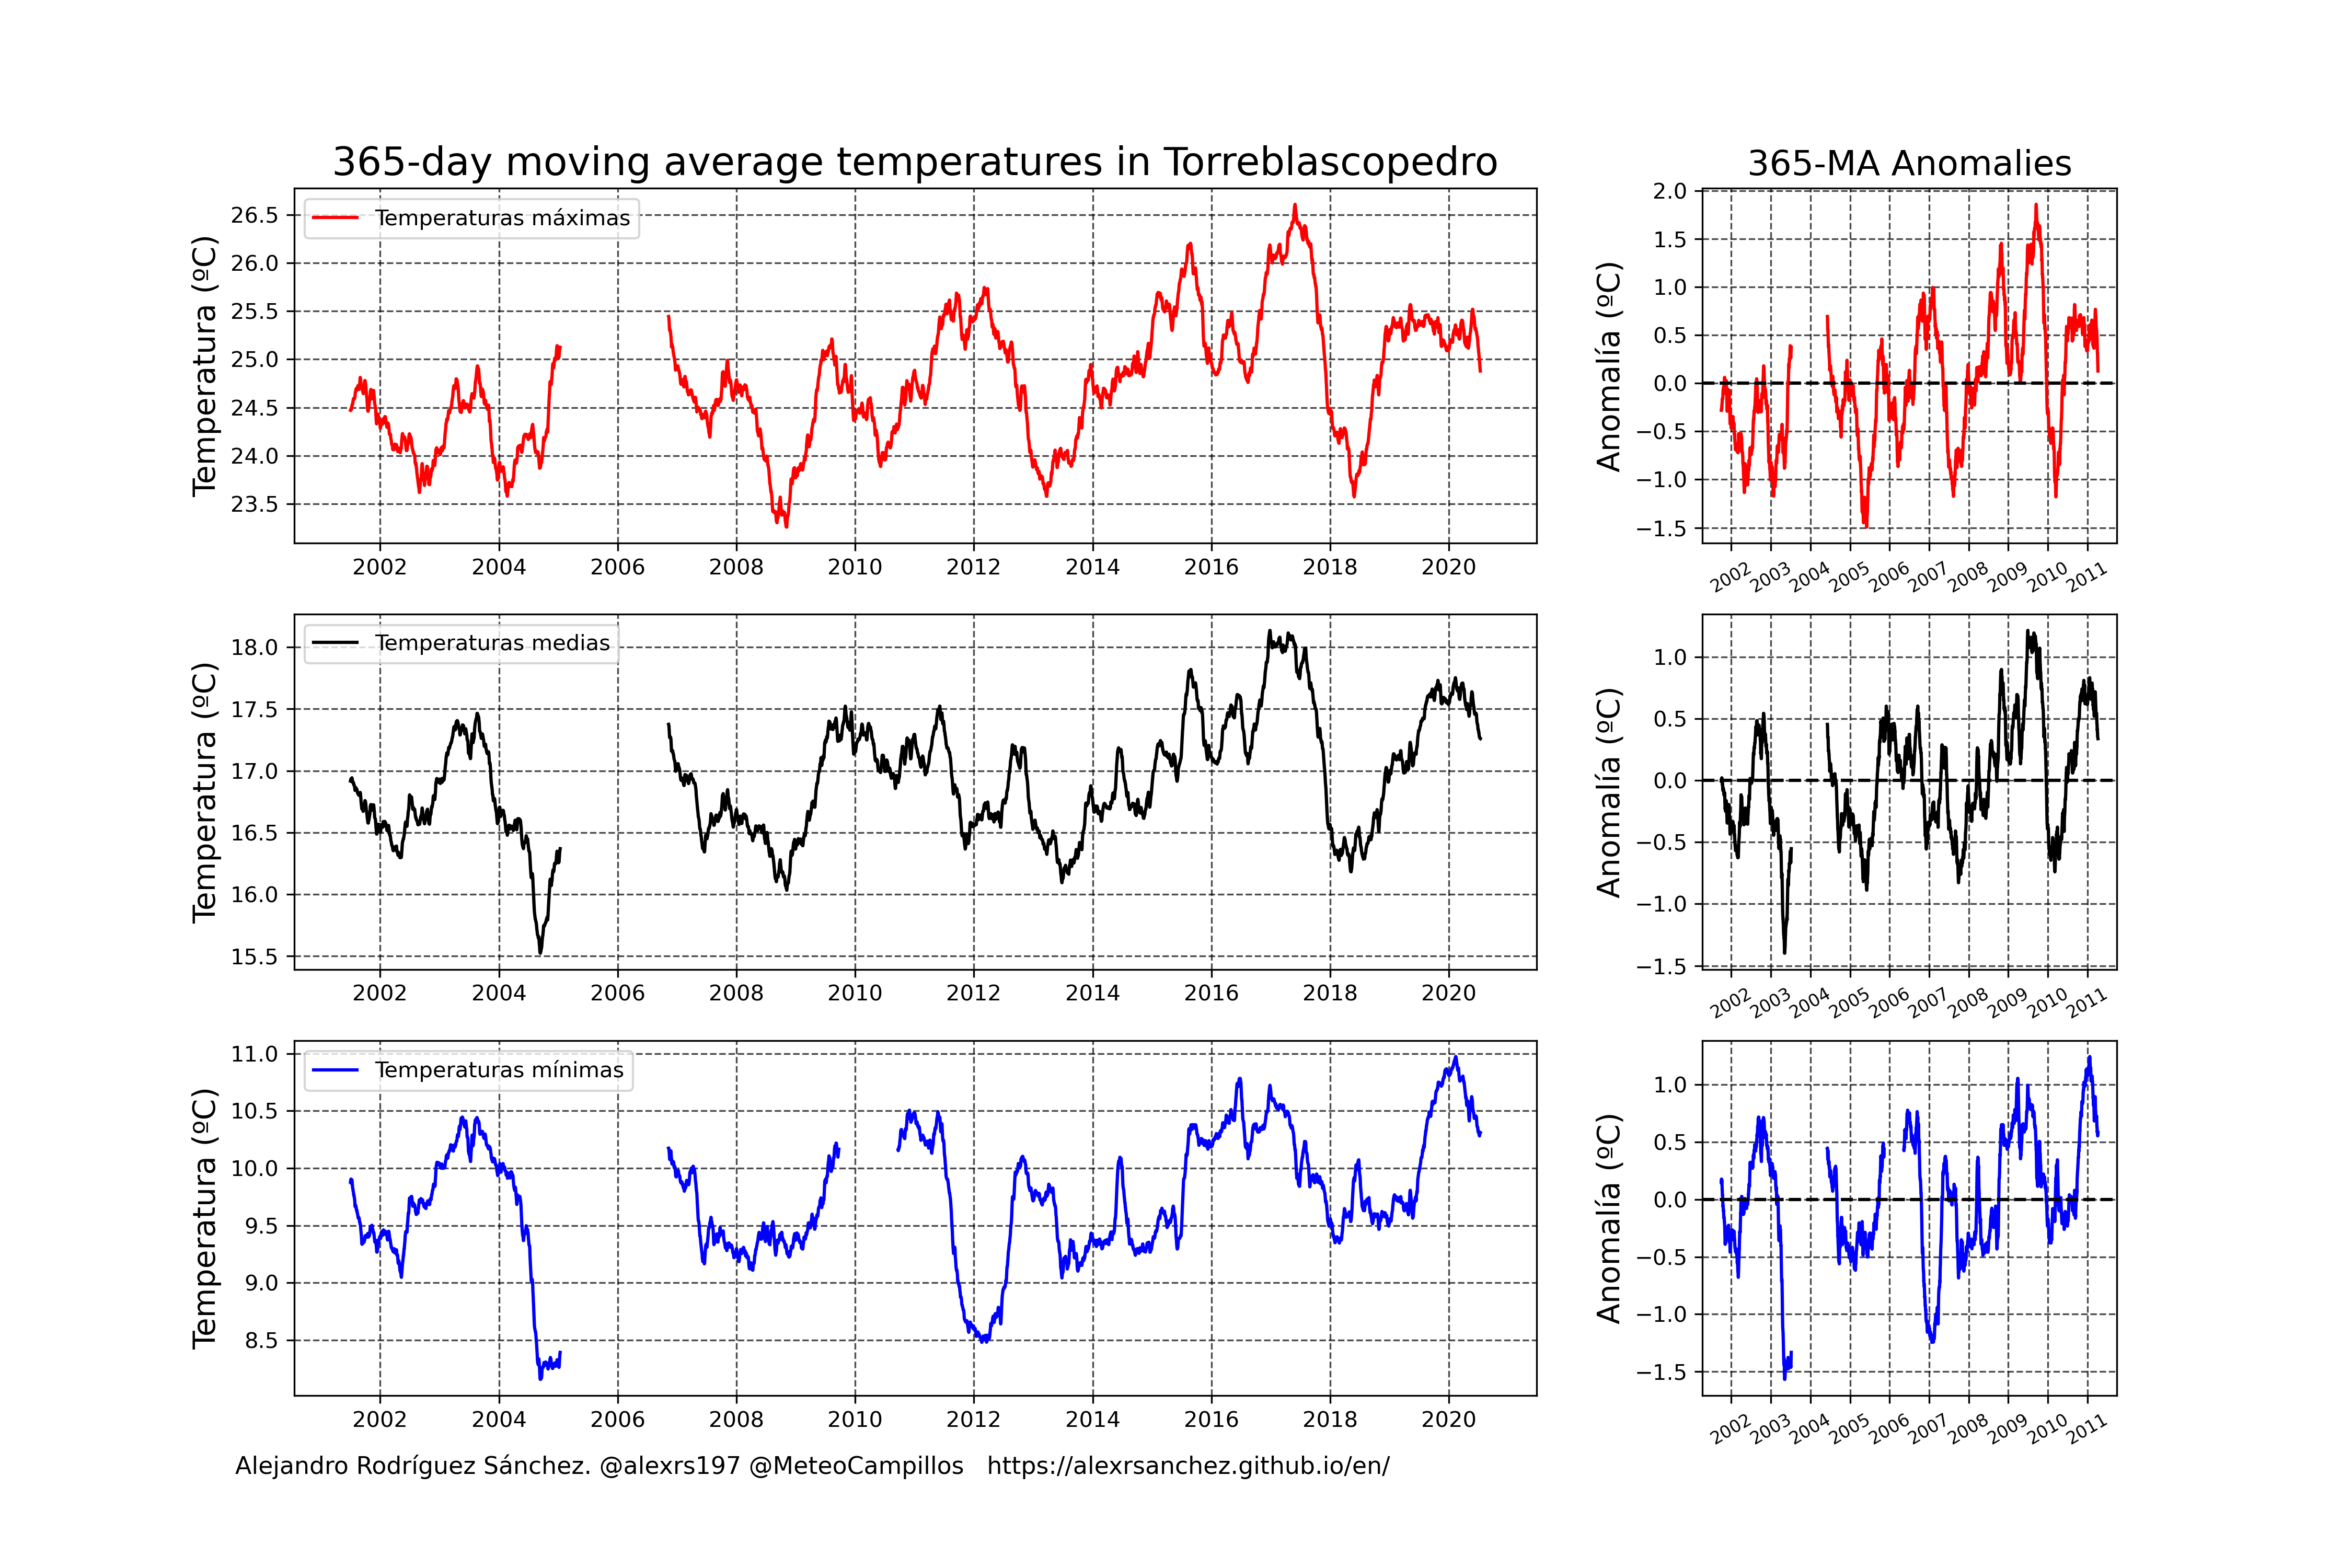 365-day moving average temperatures in Torreblascopedro
Temperatura (ºC)
26.5
26.0
25.5
25.0
24.5
24.0
23.5
Temperaturas máximas
2002 2004 2006 2008 2010 2012 2014 2016 2018 2020
365-MA Anomalies
Anomalía (ºC)
2.0
1.5
1.0
0.5
0.0
−0.5
−1.0
−1.5
2002 2003 2004 2005 2006 2007 2008 2009 2010 2011
Temperatura (ºC)
18.0
17.5
17.0
16.5
16.0
15.5
Temperaturas medias
2002 2004 2006 2008 2010 2012 2014 2016 2018 2020
Anomalía (ºC)
1.0
0.5
0.0
−0.5
−1.0
−1.5
2002 2003 2004 2005 2006 2007 2008 2009 2010 2011
Temperatura (ºC)
11.0
10.5
10.0
9.5
9.0
8.5
Temperaturas mínimas
2002 2004 2006 2008 2010 2012 2014 2016 2018 2020
Anomalía (ºC)
1.0
0.5
0.0
−0.5
−1.0
−1.5
2002 2003 2004 2005 2006 2007 2008 2009 2010 2011
Alejandro Rodríguez Sánchez. @alexrs197 @MeteoCampillos https://alexrsanchez.github.io/en/